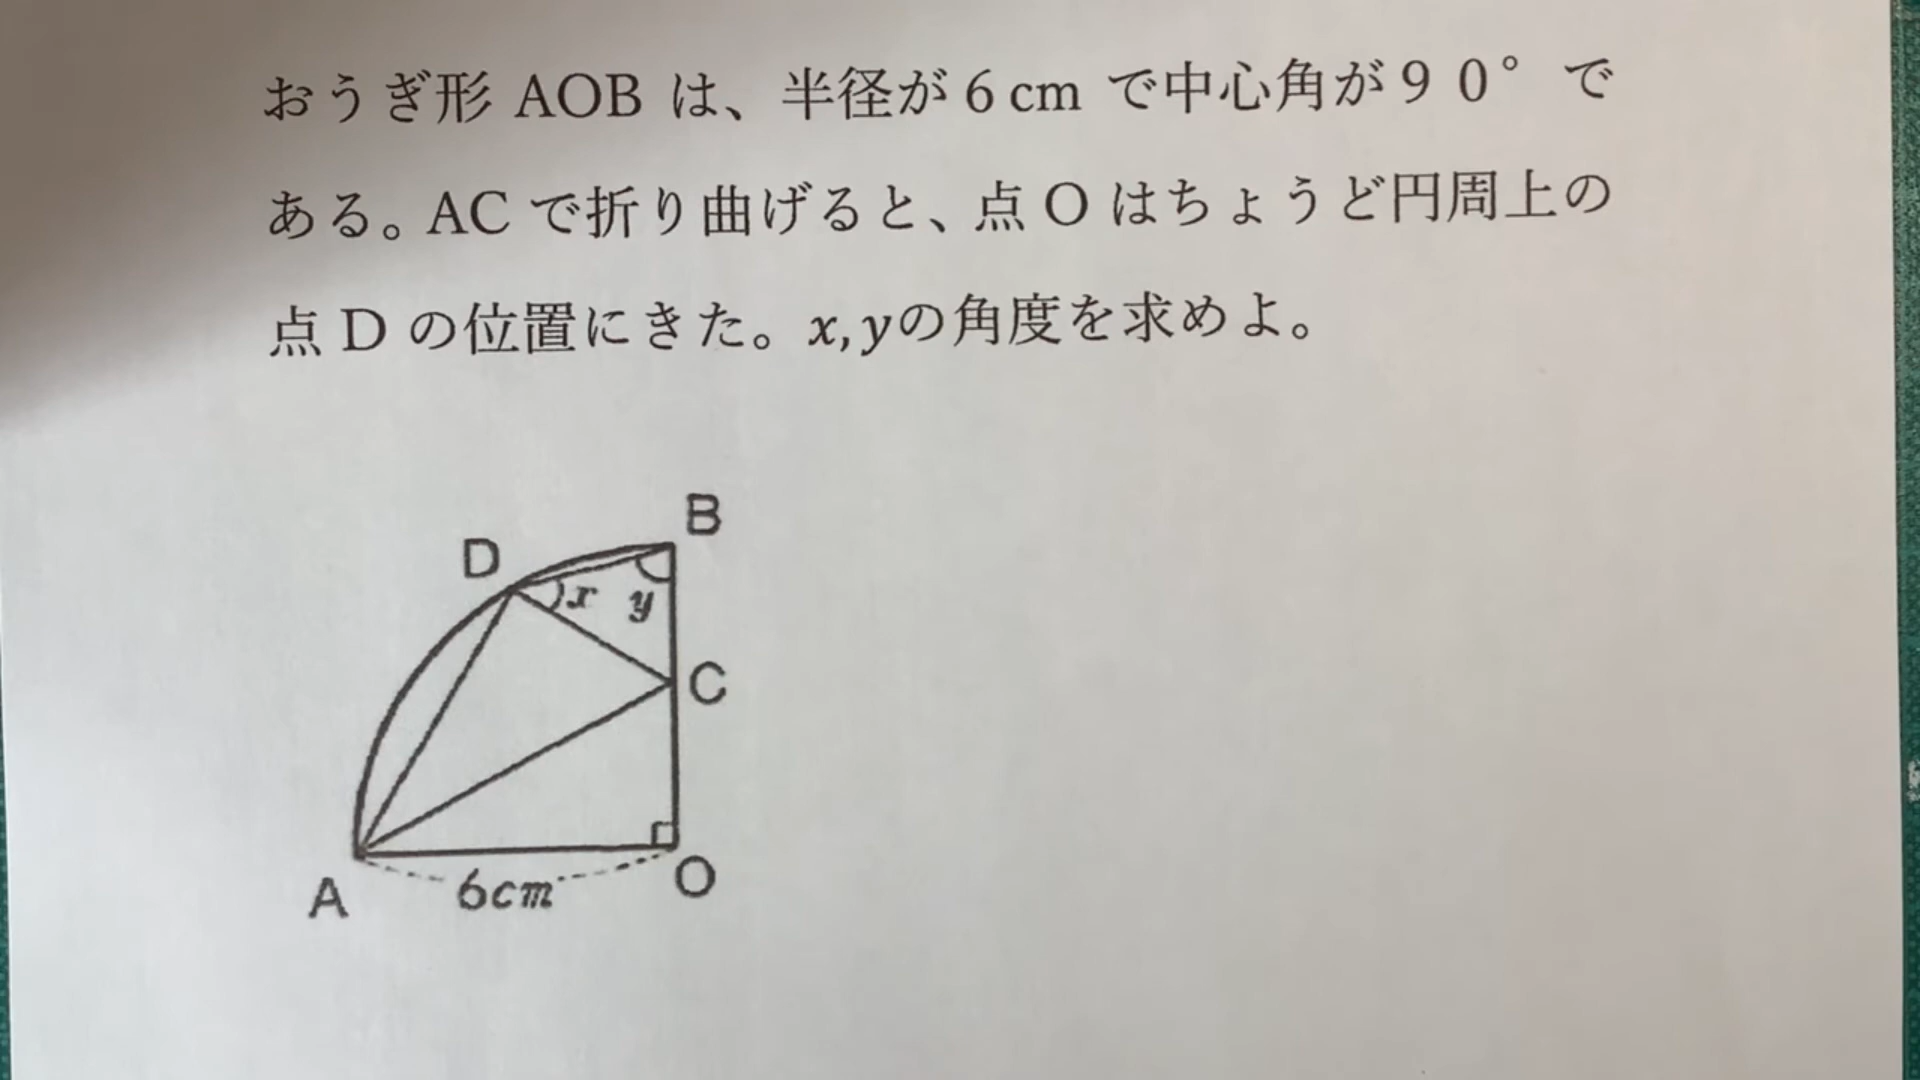 おうぎ形 AOB は、半径が 6 cm で中心角が９０°で
ある。AC で折り曲げると、点 O はちょうど円周上の
点 D の位置にきた。x, yの角度を求めよ。
B
D
x y
C
A 6cm O